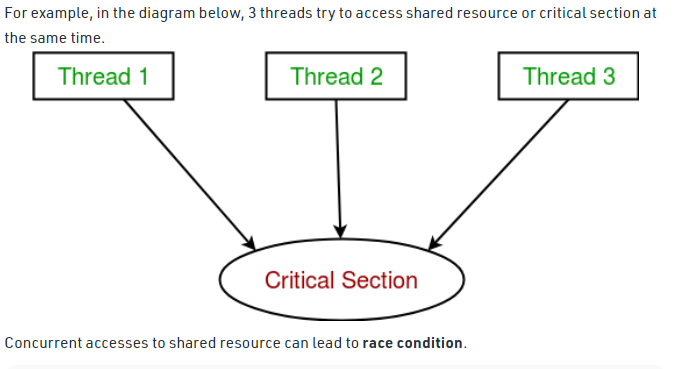 For example, in the diagram below, 3 threads try to access shared resource or critical section at
the same time.
Thread 1
Thread 2
Thread 3
Critical Section
Concurrent accesses to shared resource can lead to race condition.